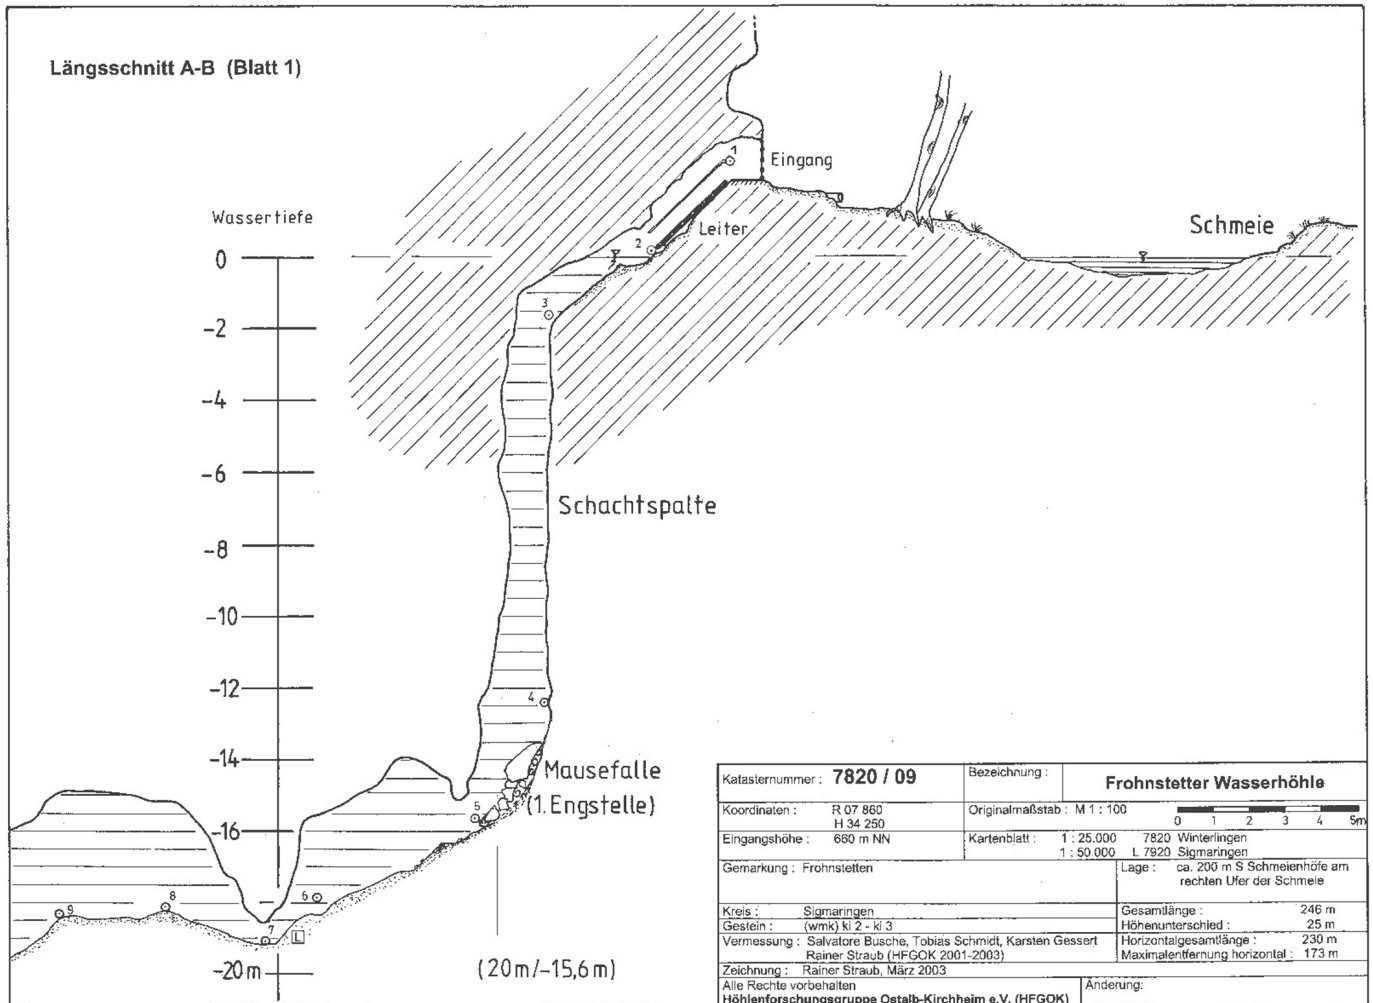 Längsschnitt A-B (Blatt 1)
1
Eingang
Wassertiefe
Leiter
Schmeie
2
0
3
-2
-4
-6
Schachtspalte
-8
-10
-12
4
-14
Mausefalle
(1.Engstelle)
5
-16
6
8
9
7
L
-20m
(20m/-15,6m)
Katasternummer : 7820 / 09
Bezeichnung :
Frohnstetter Wasserhöhle
Koordinaten : R 07 860
H 34 250
Originalmaßstab : M 1 : 100
0 1 2 3 4 5m
Eingangshöhe : 660 m NN
Kartenblatt : 1 : 25.000 7820 Winterlingen
1 : 50.000 L 7920 Sigmaringen
Gemarkung : Frohnstetten
Lage : ca. 200 m S Schmeienhöfe am
rechten Ufer der Schmeie
Kreis : Sigmaringen
Gesamtlänge : 246 m
Gestein : (wmk) ki 2 - ki 3
Höhenunterschied : 25 m
Vermessung : Salvatore Busche, Tobias Schmidt, Karsten Gessert
Rainer Straub (HFGOK 2001-2003)
Horizontalgesamtlänge : 230 m
Maximalentfernung horizontal : 173 m
Zeichnung : Rainer Straub, März 2003
Alle Rechte vorbehalten
Höhlenforschungsgruppe Ostalb-Kirchheim e.V. (HFGOK)
Änderung: